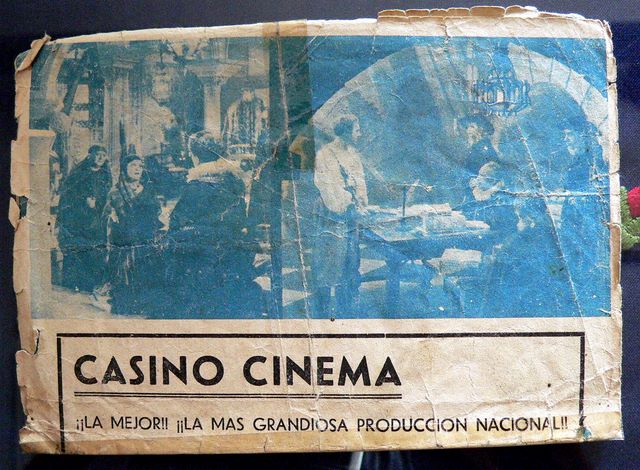 CASINO CINEMA
¡¡LA MEJOR!! ¡¡LA MAS GRANDIOSA PRODUCCION NACIONAL!!